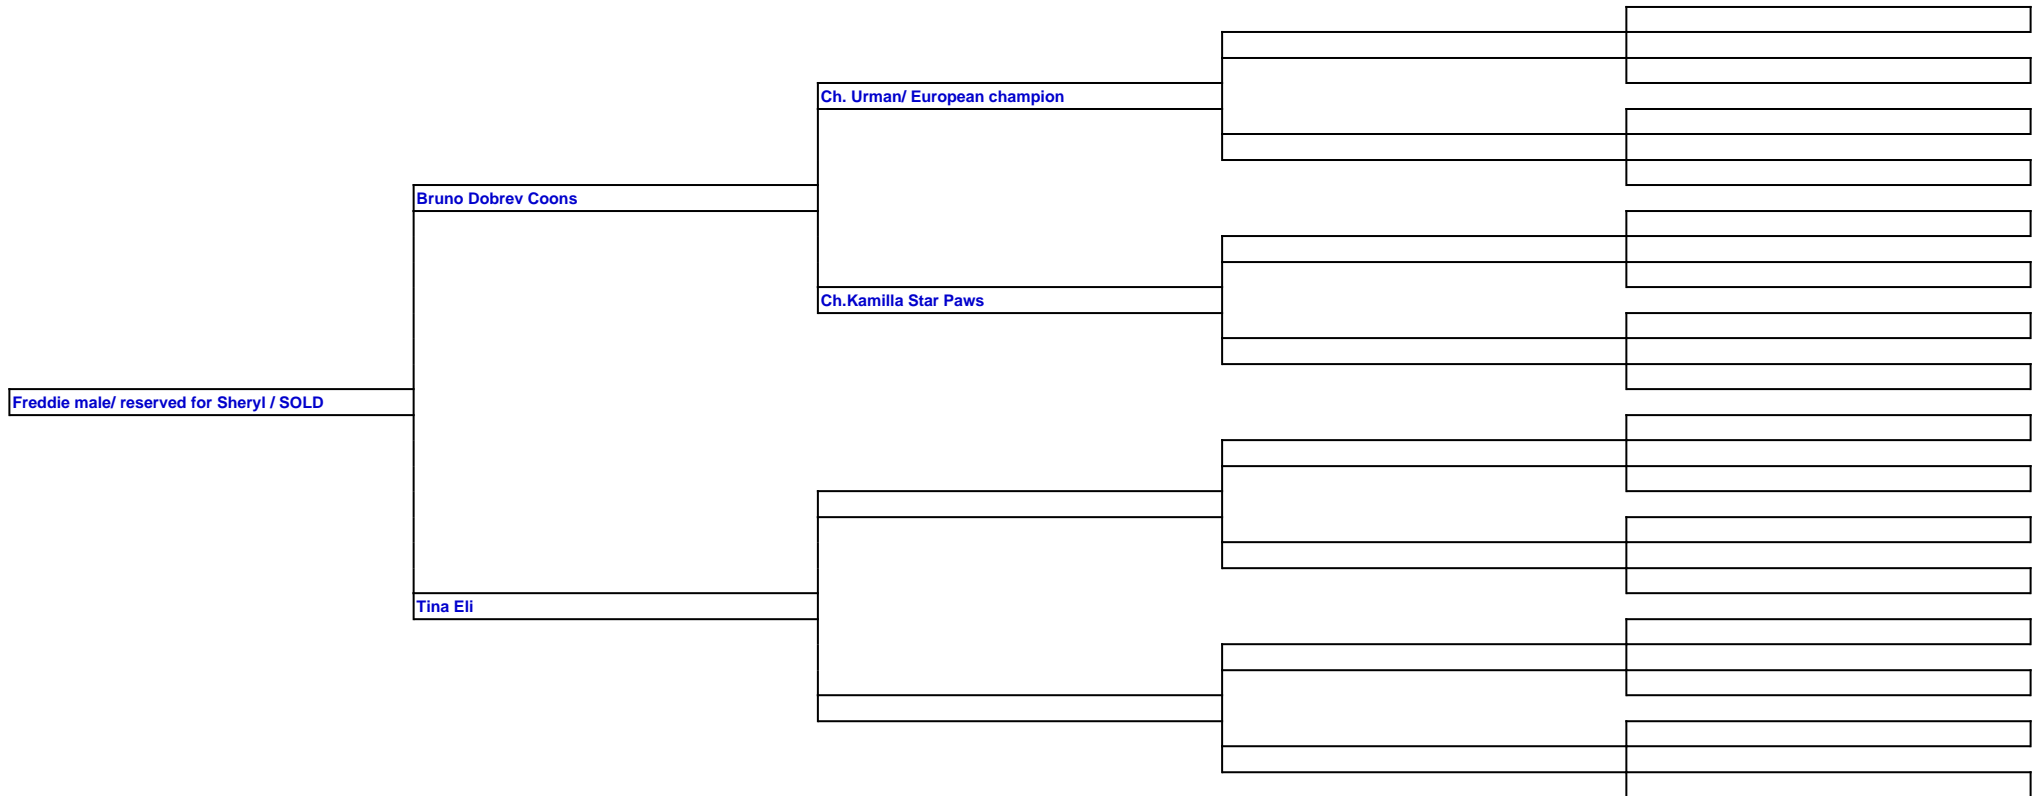 Ch. Urman/ European champion
Bruno Dobrev Coons
Ch.Kamilla Star Paws
Freddie male/ reserved for Sheryl / SOLD
Tina Eli